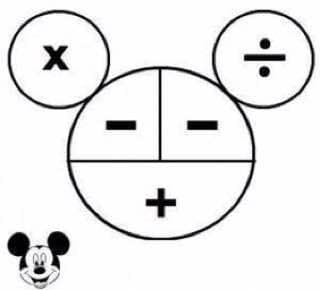 x ÷
− −
+